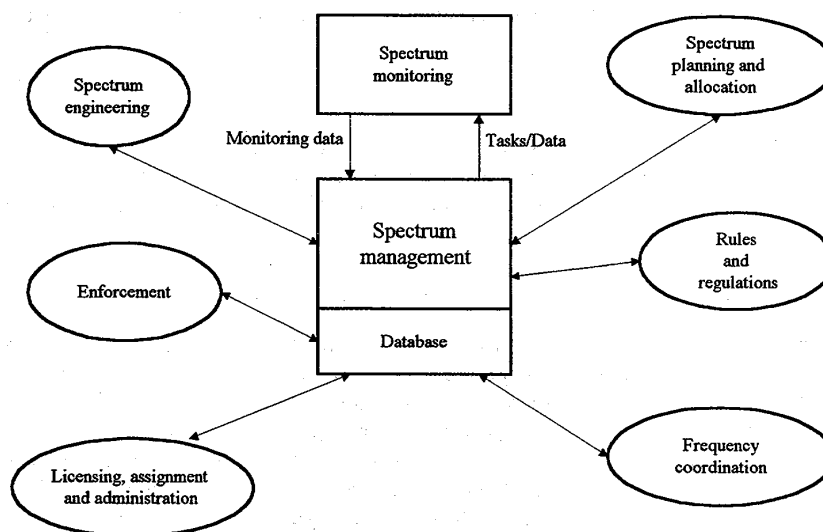 Spectrum
monitoring
Spectrum
planning and
allocation
Spectrum
engineering
Monitoring data
Tasks/Data
Spectrum
management
Rules
and
regulations
Enforcement
Database
Licensing, assignment
and administration
Frequency
coordination